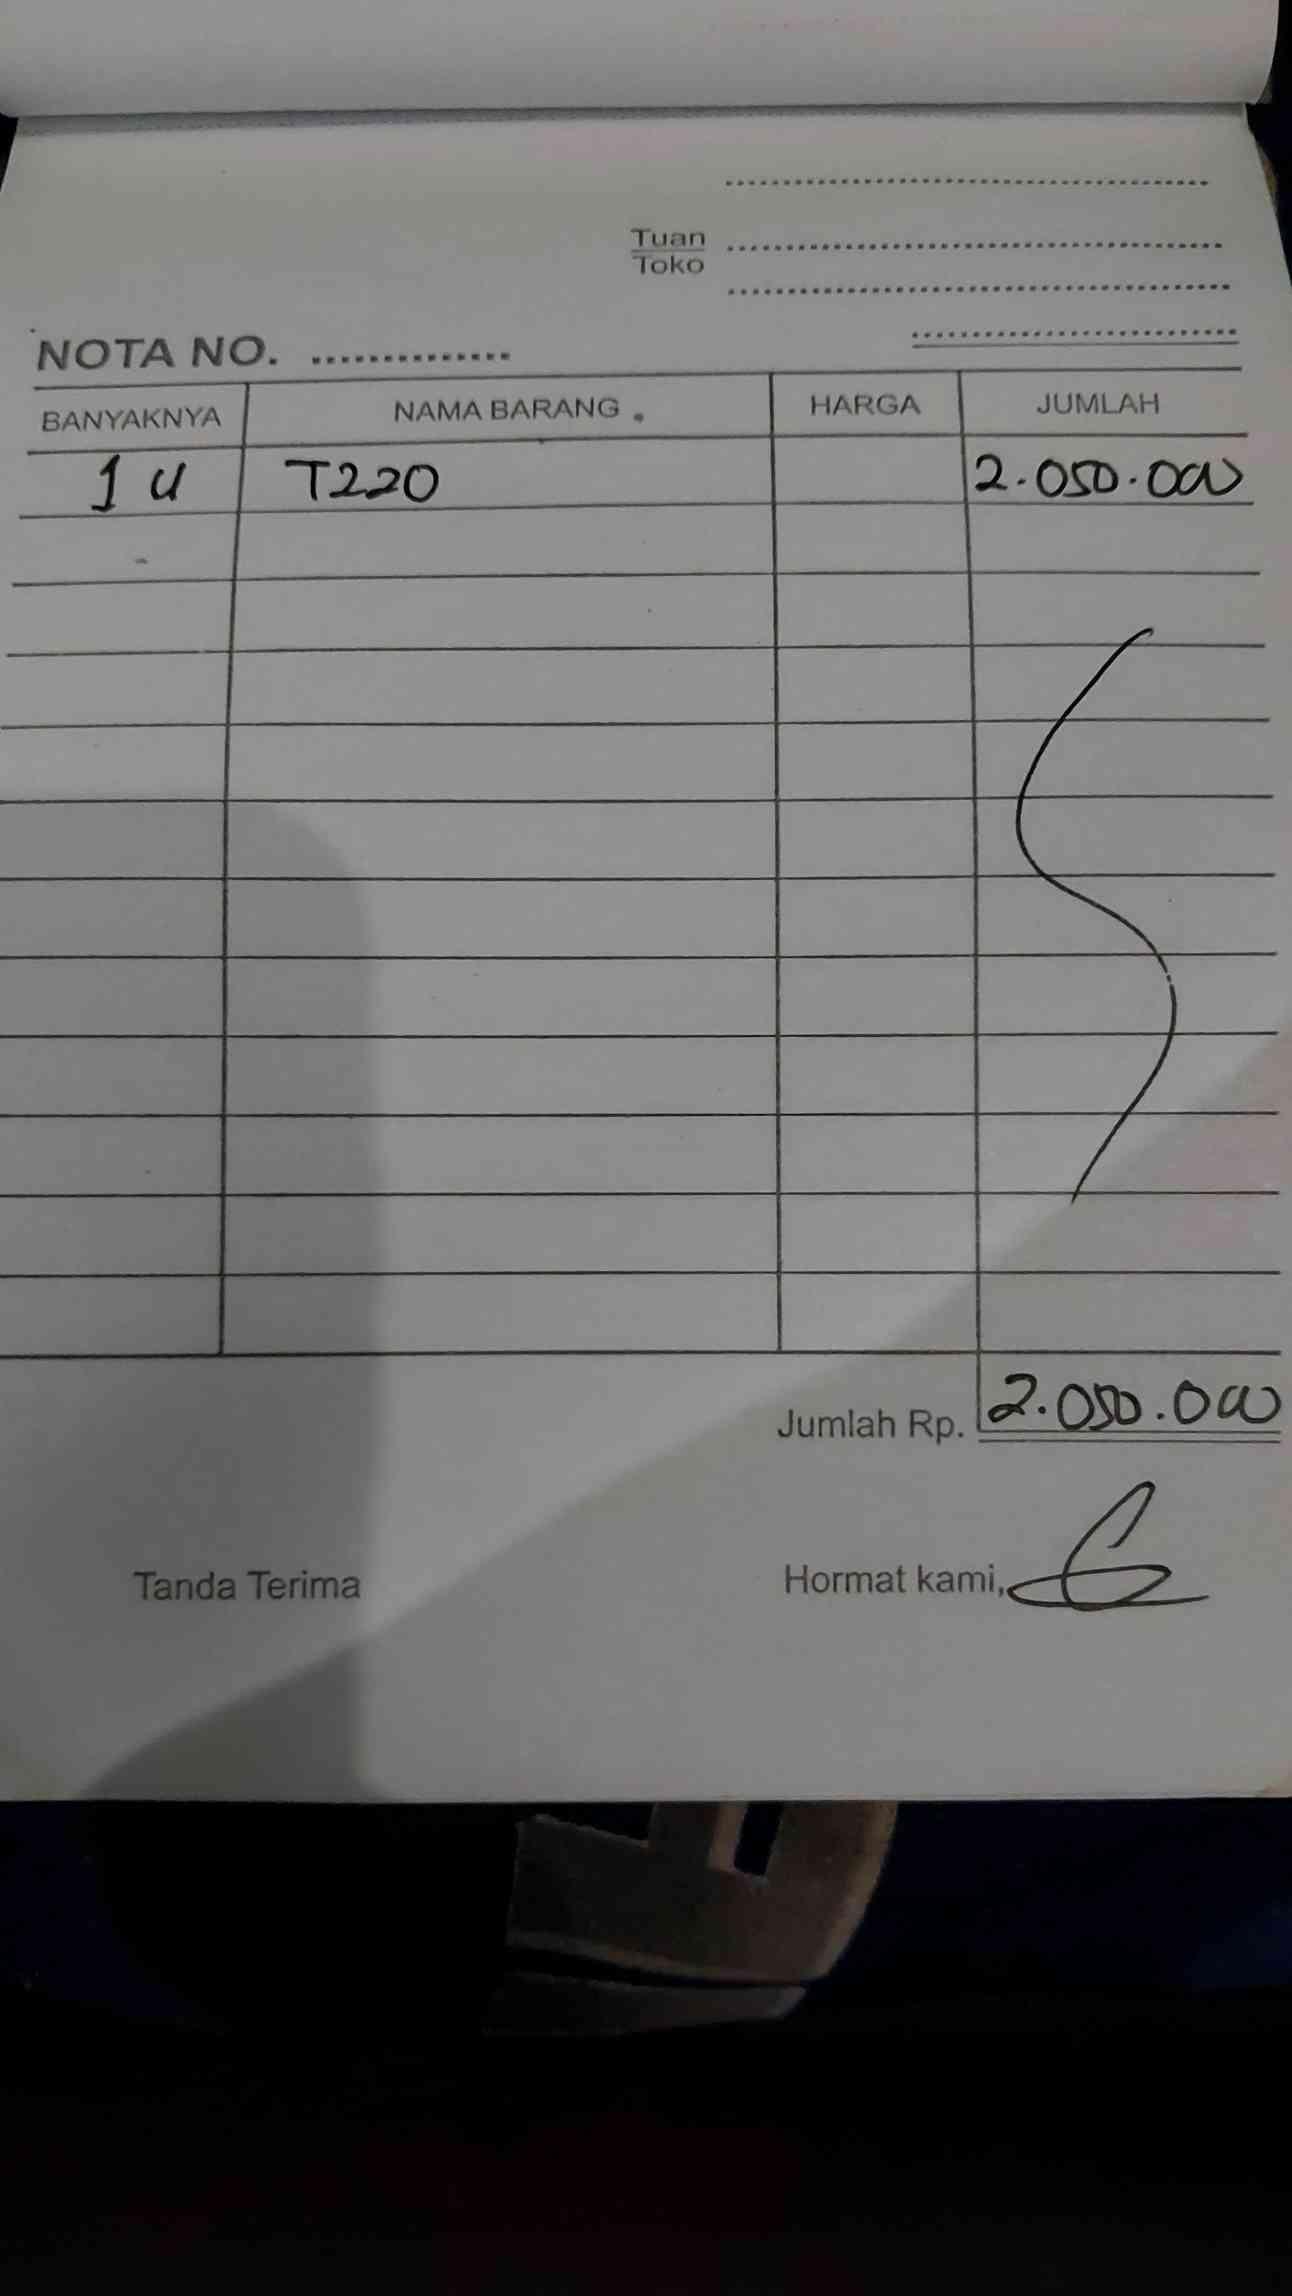 Tuan
Toko
NOTA NO.
BANYAKNYA NAMA BARANG HARGA JUMLAH
1 U T220 2.050.000
Jumlah Rp. 2.050.000
Tanda Terima Hormat kami,